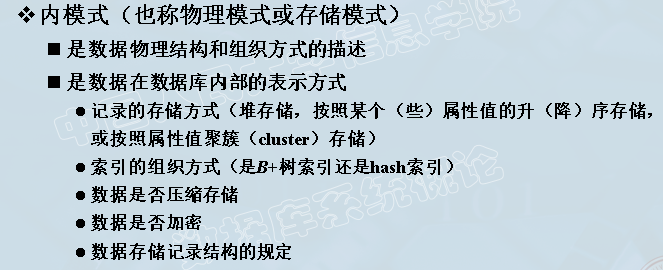 ❖内模式（也称物理模式或存储模式）
■ 是数据物理结构和组织方式的描述
■ 是数据在数据库内部的表示方式
● 记录的存储方式（堆存储，按照某个（些）属性值的升（降）序存储，
或按照属性值聚簇（cluster）存储）
● 索引的组织方式（是B+树索引还是hash索引）
● 数据是否压缩存储
● 数据是否加密
● 数据存储记录结构的规定